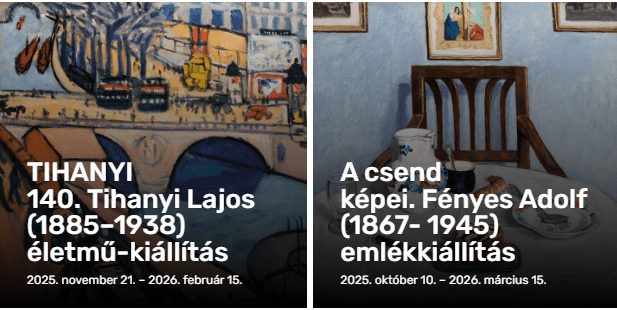 TIHANYI
140. Tihanyi Lajos
(1885–1938)
életmű-kiállítás
2025. november 21. – 2026. február 15.
A csend
képei. Fényes Adolf
(1867- 1945)
emlékkiállítás
2025. október 10. – 2026. március 15.